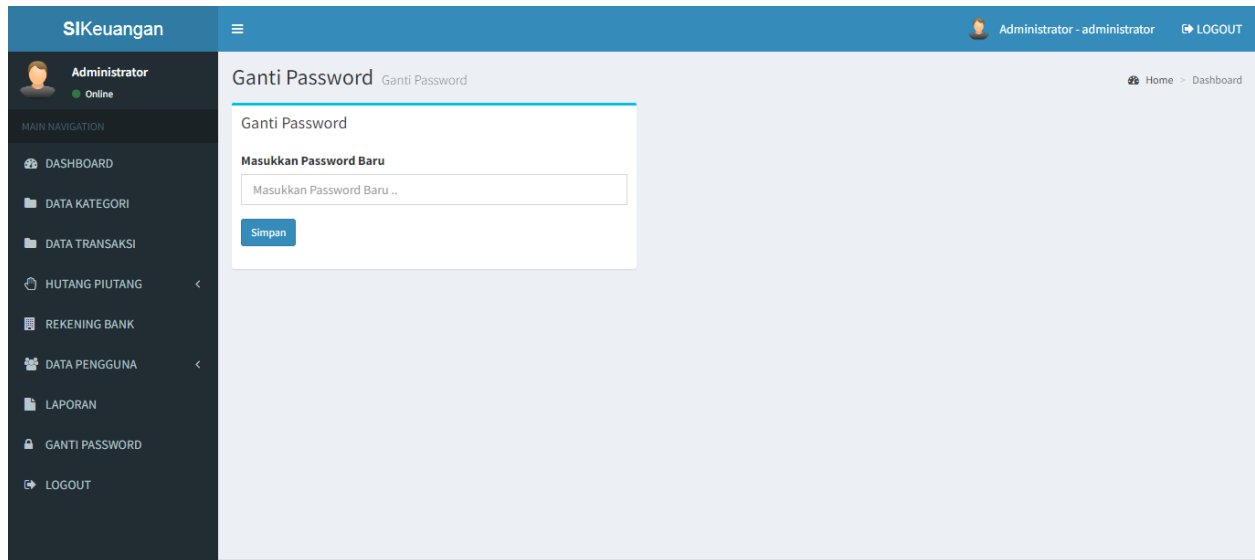 SIKeuangan
Administrator - administrator LOGOUT
Administrator
Online
MAIN NAVIGATION
DASHBOARD
DATA KATEGORI
DATA TRANSAKSI
HUTANG PIUTANG
REKENING BANK
DATA PENGGUNA
LAPORAN
GANTI PASSWORD
LOGOUT
Ganti Password Ganti Password
Home > Dashboard
Ganti Password
Masukkan Password Baru
Masukkan Password Baru ..
Simpan